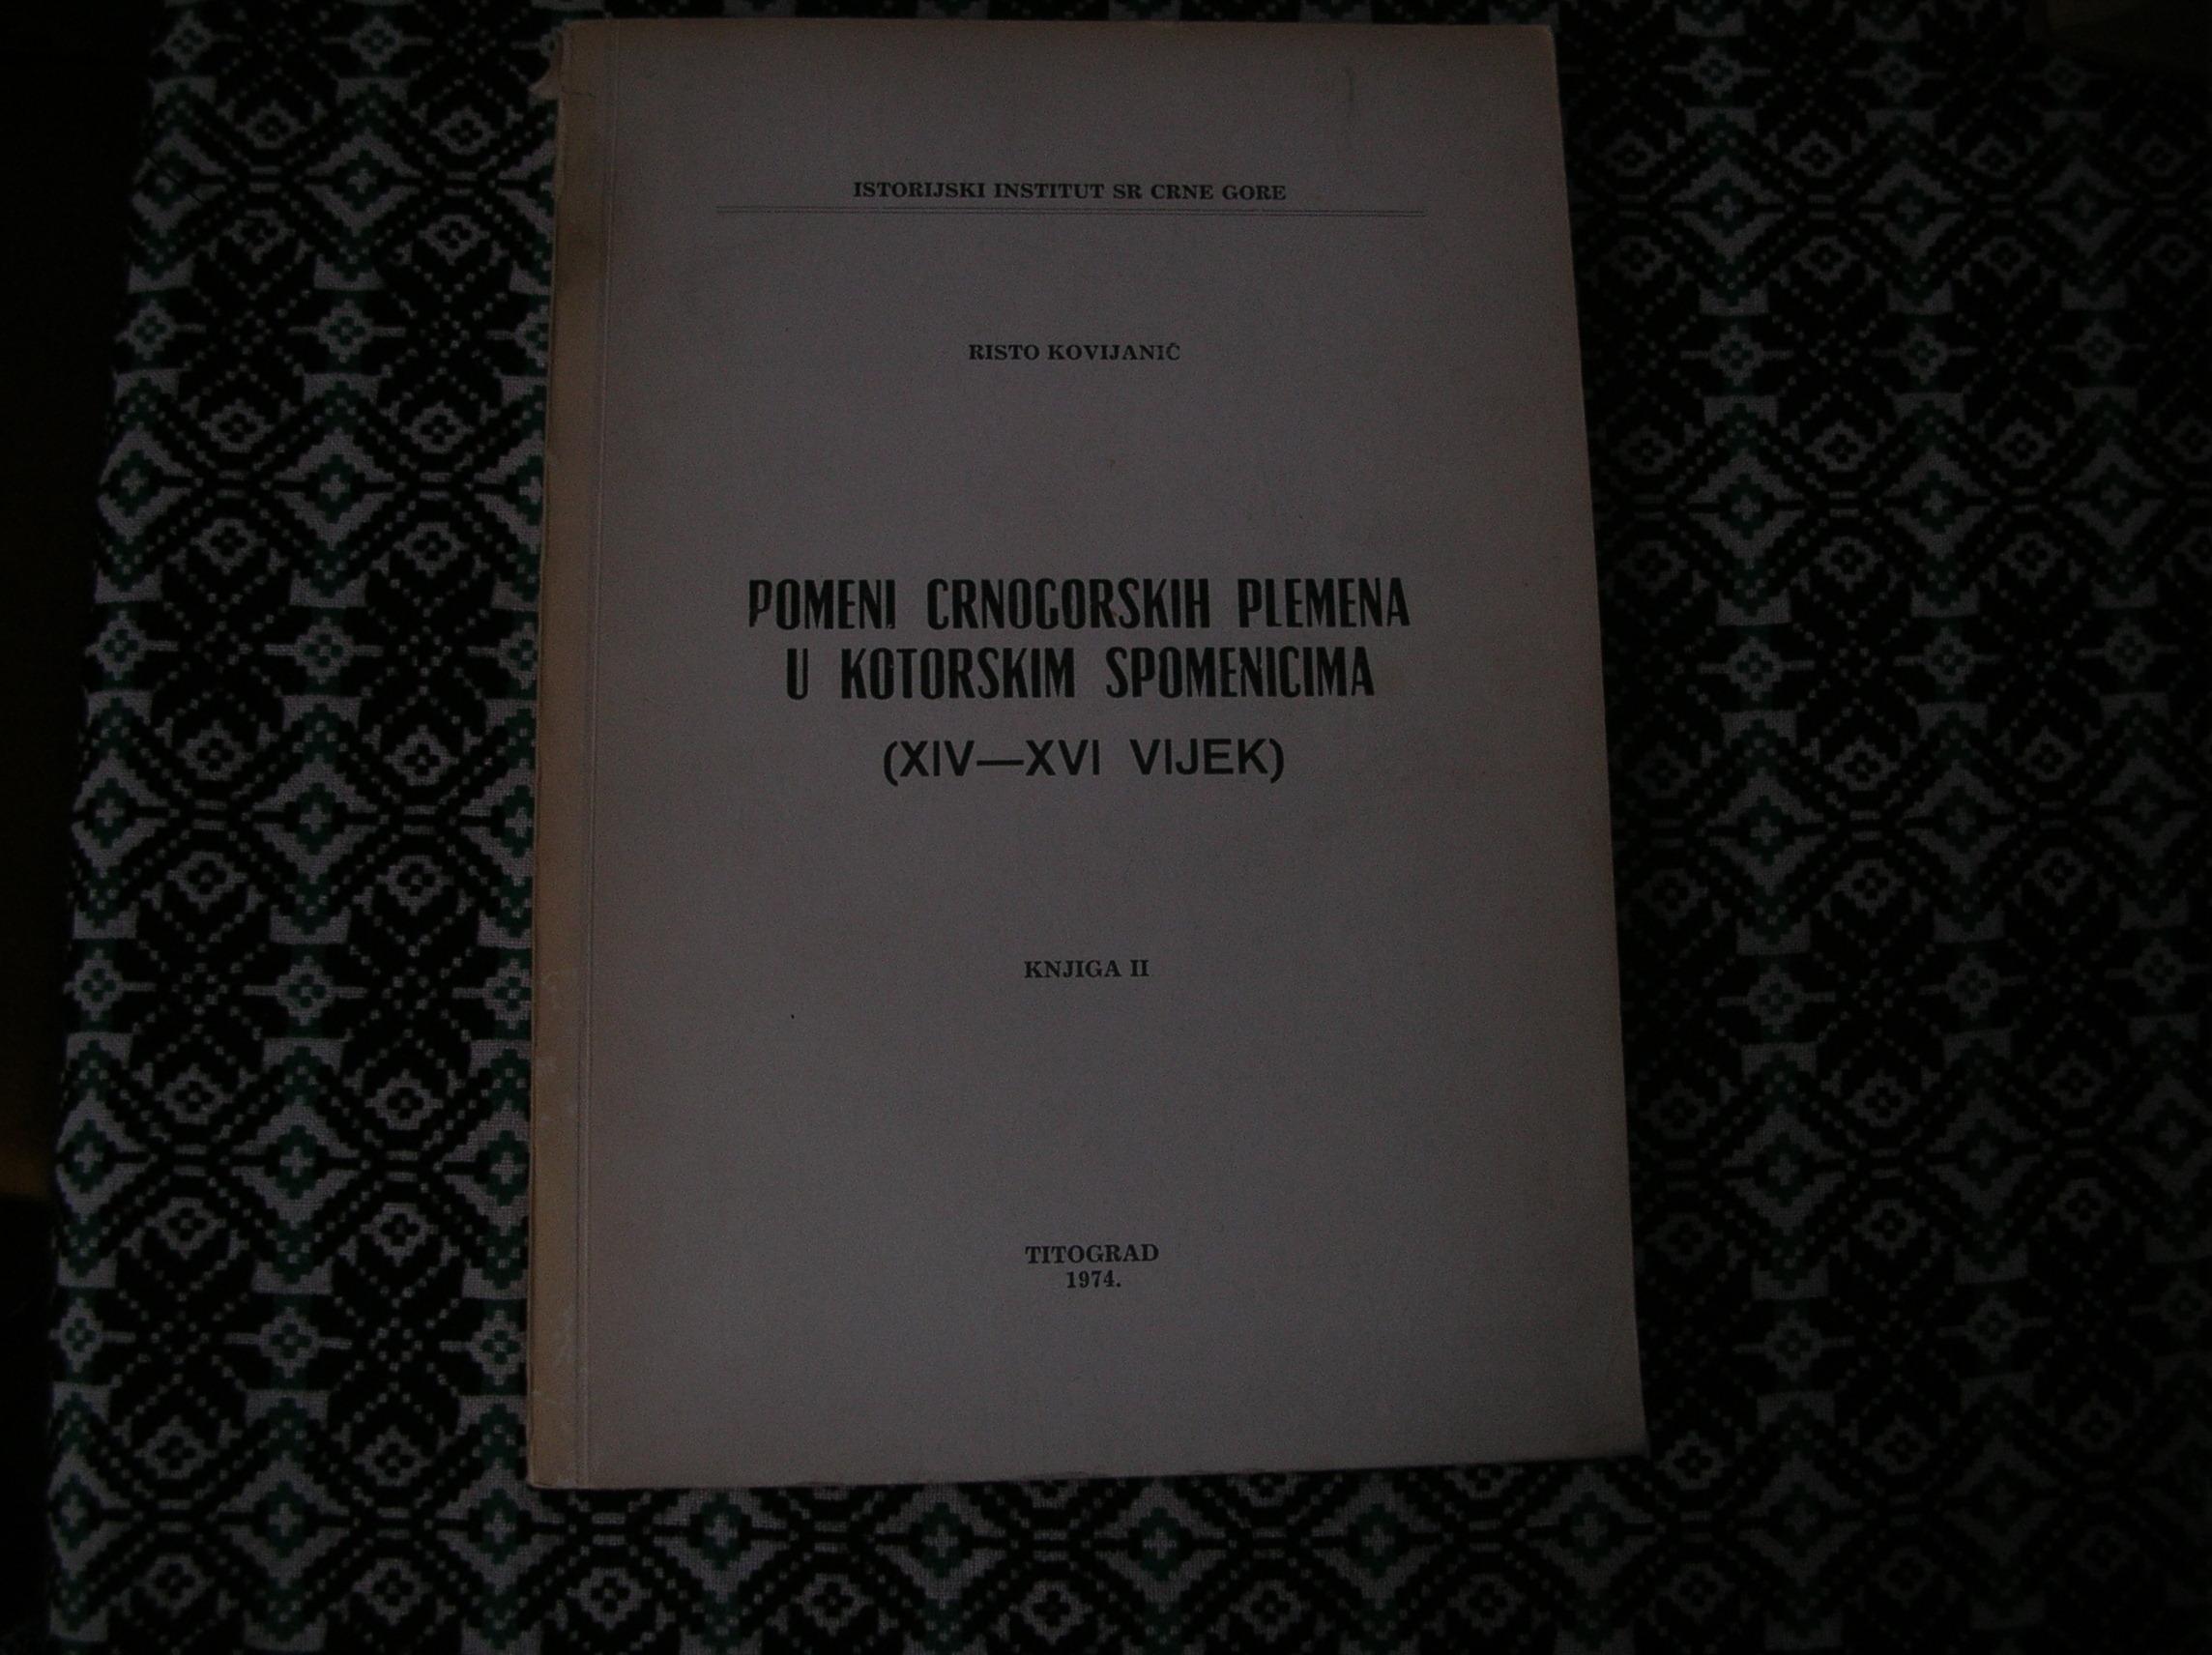 ISTORIJSKI INSTITUT SR CRNE GORE
RISTO KOVIJANIĆ
POMENI CRNOGORSKIH PLEMENA
U KOTORSKIM SPOMENICIMA
(XIV—XVI VIJEK)
KNJIGA II
TITOGRAD
1974.